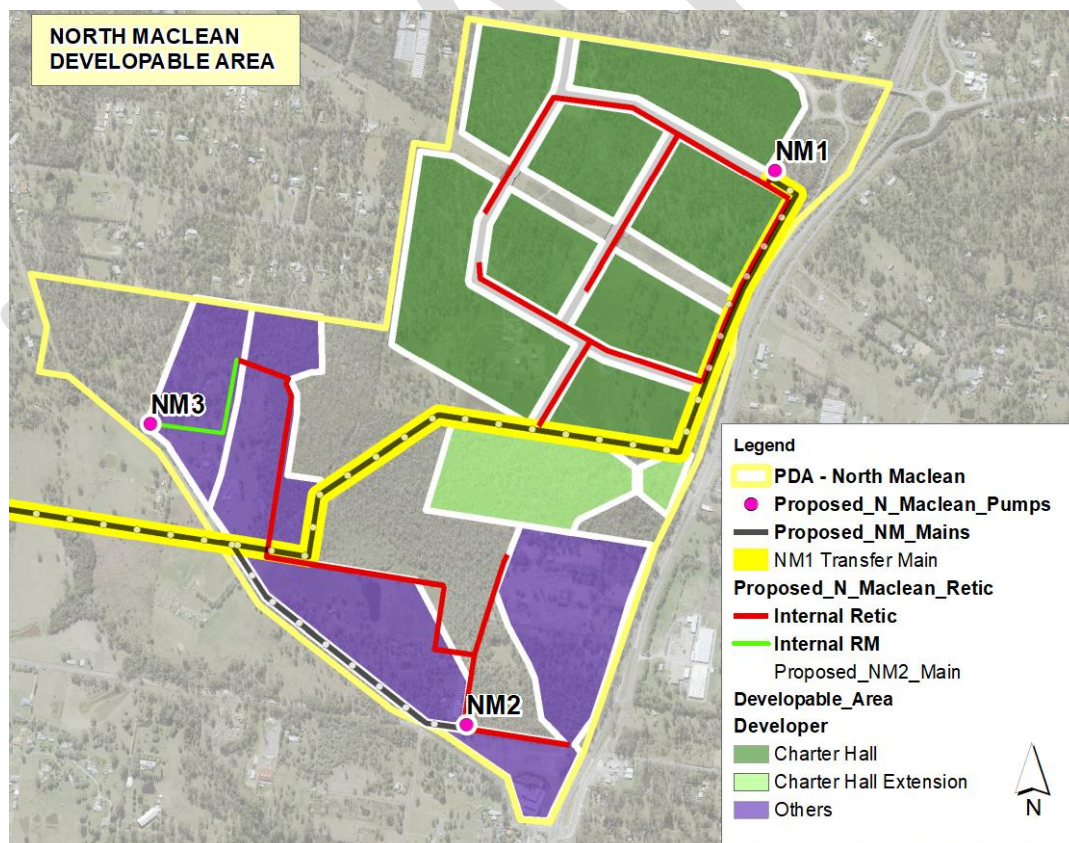 NORTH MACLEAN
DEVELOPABLE AREA
NM1
NM3
NM2
Legend
PDA - North Maclean
Proposed_N_Maclean_Pumps
Proposed_NM_Mains
NM1 Transfer Main
Proposed_N_Maclean_Retic
Internal Retic
Internal RM
Proposed_NM2_Main
Developable_Area
Developer
Charter Hall
Charter Hall Extension
Others
N